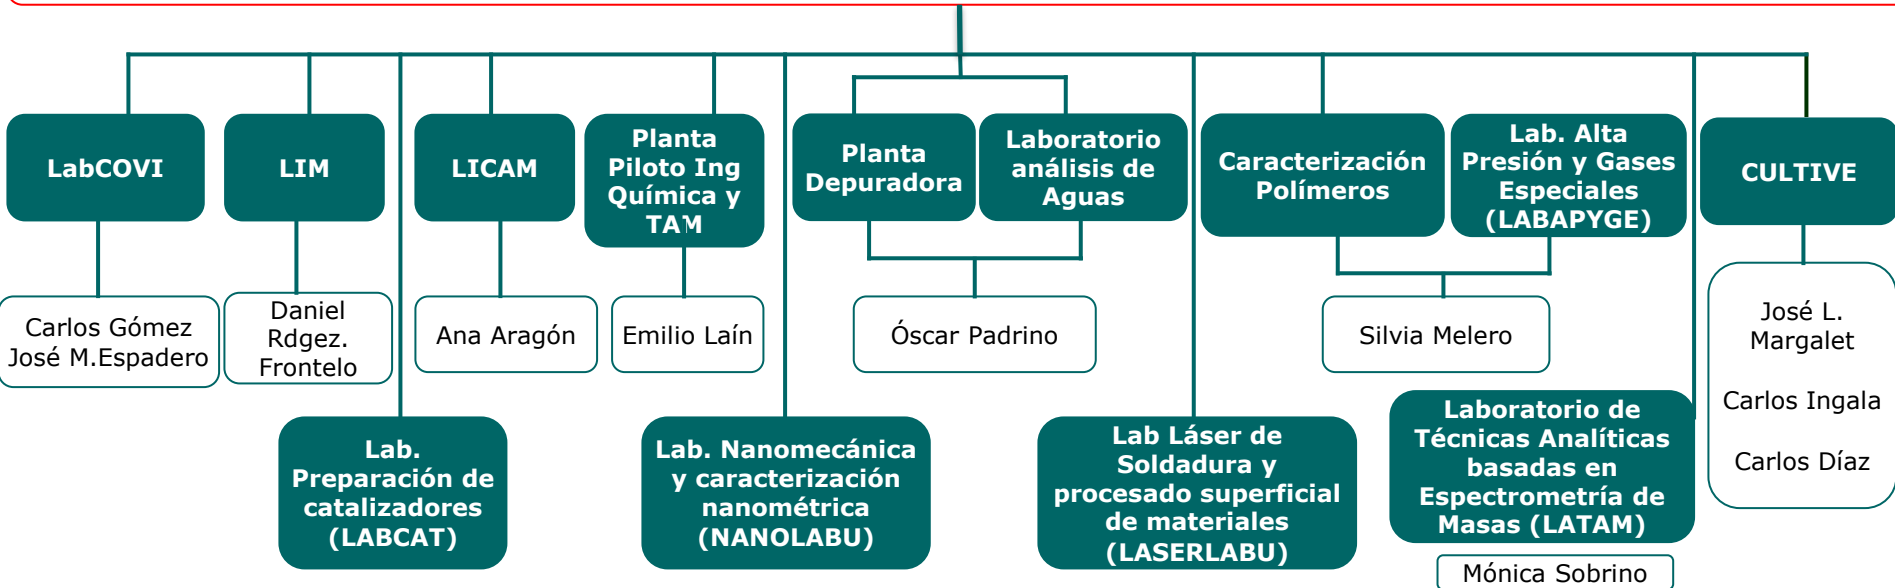 LabCOVI
LIM
LICAM
Planta
Piloto Ing
Química y
TAM
Planta
Depuradora
Laboratorio
análisis de
Aguas
Caracterización
Polímeros
Lab. Alta
Presión y Gases
Especiales
(LABAPYGE)
CULTIVE
Carlos Gómez
José M.Espadero
Daniel
Rdgez.
Frontelo
Ana Aragón
Emilio Laín
Óscar Padrino
Silvia Melero
José L.
Margalet
Carlos Ingala
Carlos Díaz
Lab.
Preparación de
catalizadores
(LABCAT)
Lab. Nanomecánica
y caracterización
nanométrica
(NANOLABU)
Lab Láser de
Soldadura y
procesado superficial
de materiales
(LASERLABU)
Laboratorio de
Técnicas Analíticas
basadas en
Espectrometría de
Masas (LATAM)
Mónica Sobrino